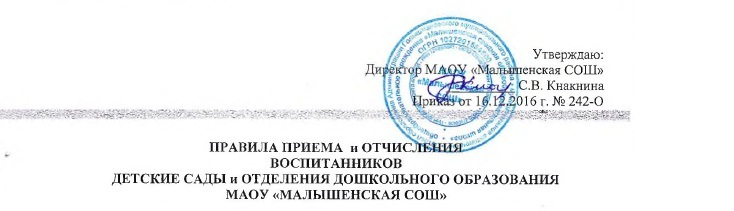 Утверждаю:
Директор МАОУ «Малышенская СОШ»
С.В. Кнакнина
Приказ от 16.12.2016 г. № 242-О
ПРАВИЛА ПРИЕМА и ОТЧИСЛЕНИЯ
ВОСПИТАННИКОВ
ДЕТСКИЕ САДЫ и ОТДЕЛЕНИЯ ДОШКОЛЬНОГО ОБРАЗОВАНИЯ
МАОУ «МАЛЫШЕНСКАЯ СОШ»